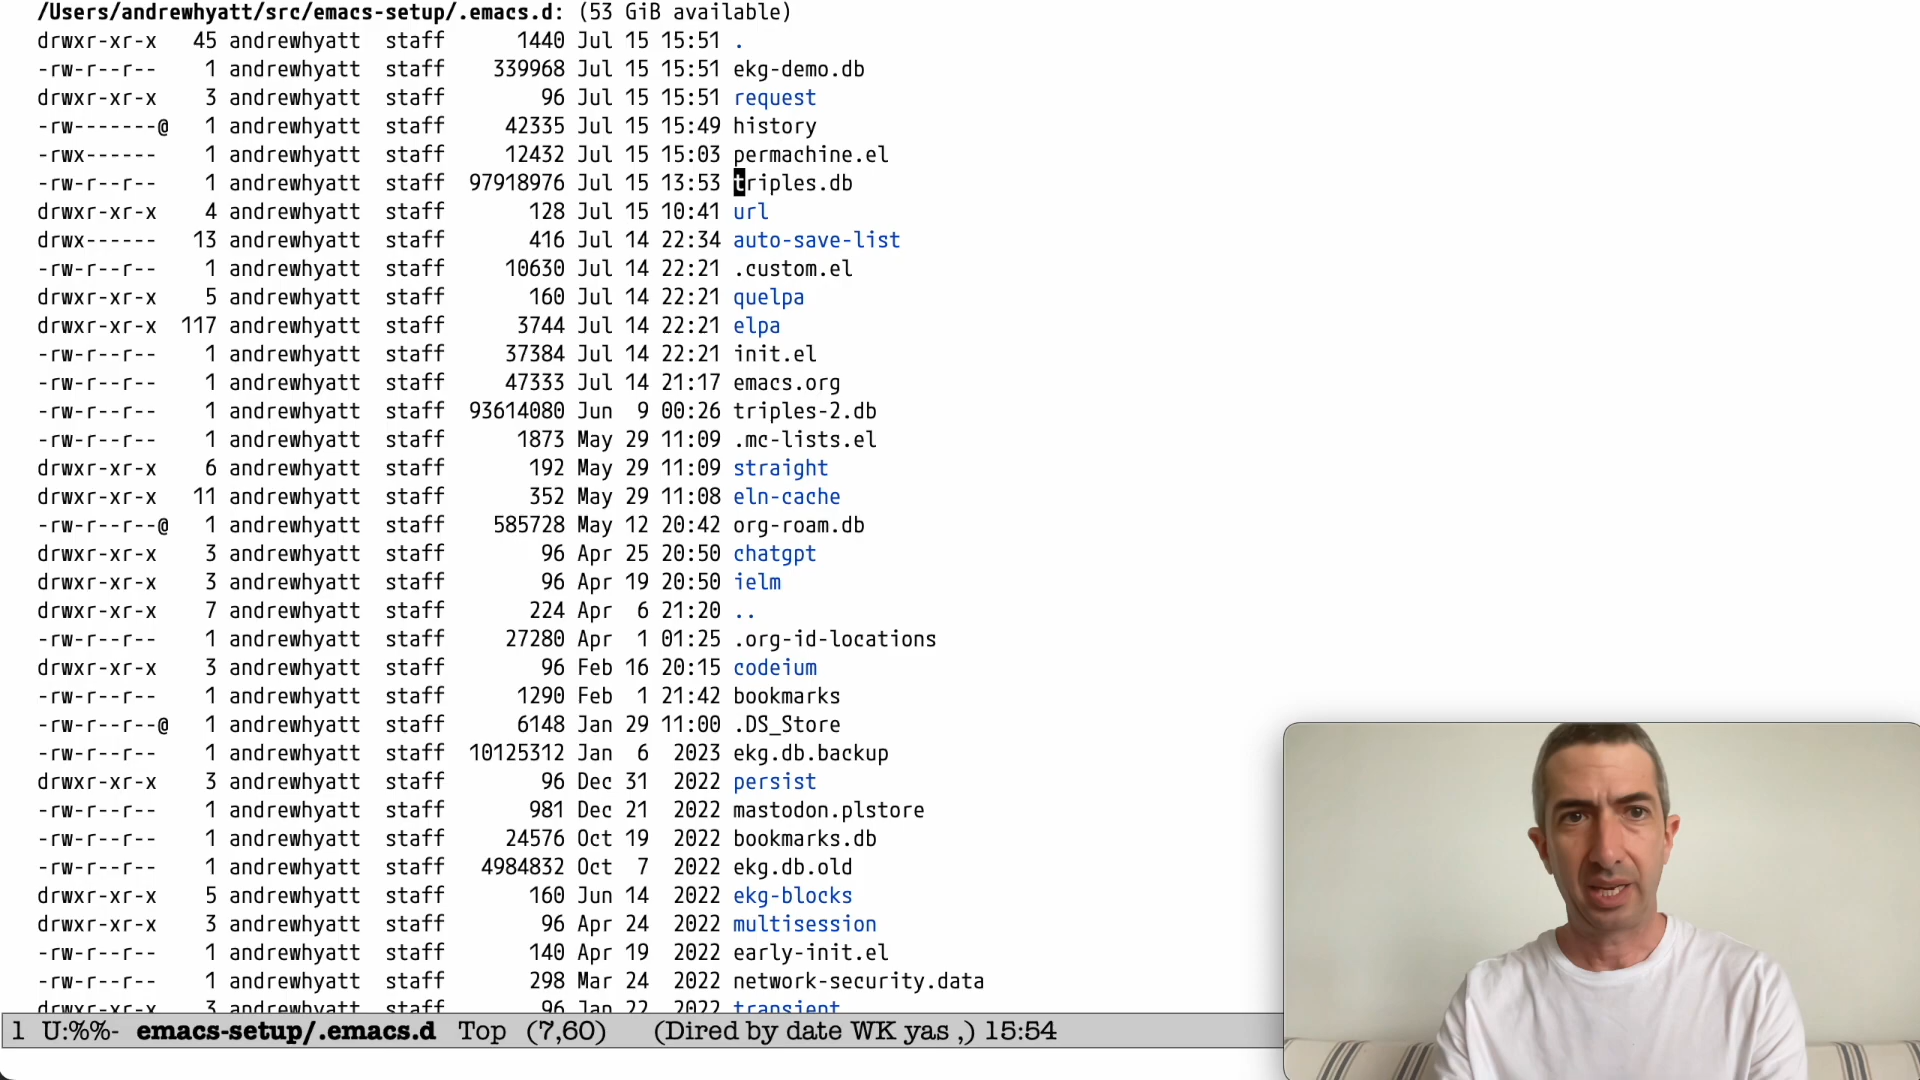 /Users/andrewhyatt/src/emacs-setup/.emacs.d: (53 GiB available)
drwxr-xr-x 45 andrewhyatt staff 1440 Jul 15 15:51 .
-rw-r--r-- 1 andrewhyatt staff 339968 Jul 15 15:51 ekg-demo.db
drwxr-xr-x 3 andrewhyatt staff 96 Jul 15 15:51 request
-rw-------@ 1 andrewhyatt staff 42335 Jul 15 15:49 history
-rwx------ 1 andrewhyatt staff 12432 Jul 15 15:03 permachine.el
-rw-r--r-- 1 andrewhyatt staff 97918976 Jul 15 13:53 triples.db
drwxr-xr-x 4 andrewhyatt staff 128 Jul 15 10:41 url
drwx------ 13 andrewhyatt staff 416 Jul 14 22:34 auto-save-list
-rw-r--r-- 1 andrewhyatt staff 10630 Jul 14 22:21 .custom.el
drwxr-xr-x 5 andrewhyatt staff 160 Jul 14 22:21 quelpa
drwxr-xr-x 117 andrewhyatt staff 3744 Jul 14 22:21 elpa
-rw-r--r-- 1 andrewhyatt staff 37384 Jul 14 22:21 init.el
-rw-r--r-- 1 andrewhyatt staff 47333 Jul 14 21:17 emacs.org
-rw-r--r-- 1 andrewhyatt staff 93614080 Jun 9 00:26 triples-2.db
-rw-r--r-- 1 andrewhyatt staff 1873 May 29 11:09 .mc-lists.el
drwxr-xr-x 6 andrewhyatt staff 192 May 29 11:09 straight
drwxr-xr-x 11 andrewhyatt staff 352 May 29 11:08 eln-cache
-rw-r--r--@ 1 andrewhyatt staff 585728 May 12 20:42 org-roam.db
drwxr-xr-x 3 andrewhyatt staff 96 Apr 25 20:50 chatgpt
drwxr-xr-x 3 andrewhyatt staff 96 Apr 19 20:50 ielm
drwxr-xr-x 7 andrewhyatt staff 224 Apr 6 21:20 ..
-rw-r--r-- 1 andrewhyatt staff 27280 Apr 1 01:25 .org-id-locations
drwxr-xr-x 3 andrewhyatt staff 96 Feb 16 20:15 codeium
-rw-r--r-- 1 andrewhyatt staff 1290 Feb 1 21:42 bookmarks
-rw-r--r--@ 1 andrewhyatt staff 6148 Jan 29 11:00 .DS_Store
-rw-r--r-- 1 andrewhyatt staff 10125312 Jan 6 2023 ekg.db.backup
drwxr-xr-x 3 andrewhyatt staff 96 Dec 31 2022 persist
-rw-r--r-- 1 andrewhyatt staff 981 Dec 21 2022 mastodon.plstore
-rw-r--r-- 1 andrewhyatt staff 24576 Oct 19 2022 bookmarks.db
-rw-r--r-- 1 andrewhyatt staff 4984832 Oct 7 2022 ekg.db.old
drwxr-xr-x 5 andrewhyatt staff 160 Jun 14 2022 ekg-blocks
drwxr-xr-x 3 andrewhyatt staff 96 Apr 24 2022 multisession
-rw-r--r-- 1 andrewhyatt staff 140 Apr 19 2022 early-init.el
-rw-r--r-- 1 andrewhyatt staff 298 Mar 24 2022 network-security.data
drwxr-xr-x 3 andrewhyatt staff 96 Jan 22 2022 transient
1 U:%%- emacs-setup/.emacs.d Top (7,60) (Dired by date WK yas ,) 15:54